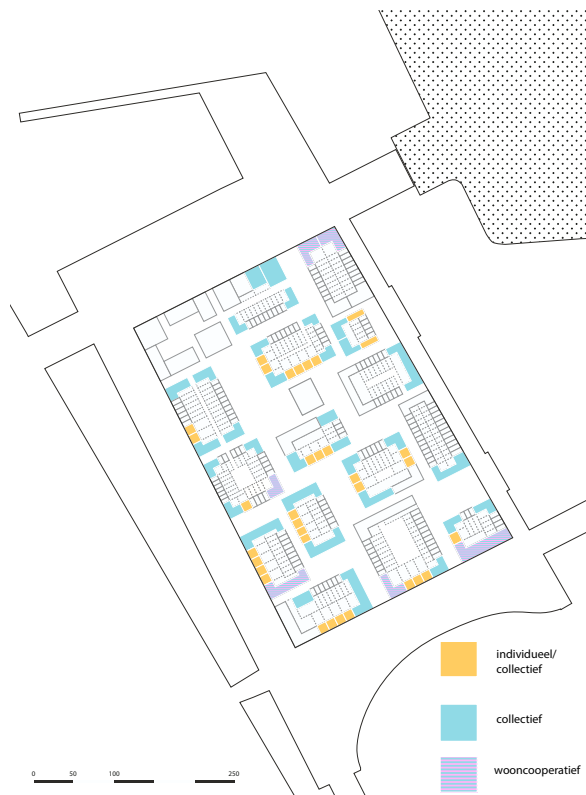 individueel/
collectief
collectief
wooncooperatief
0 50 100 250